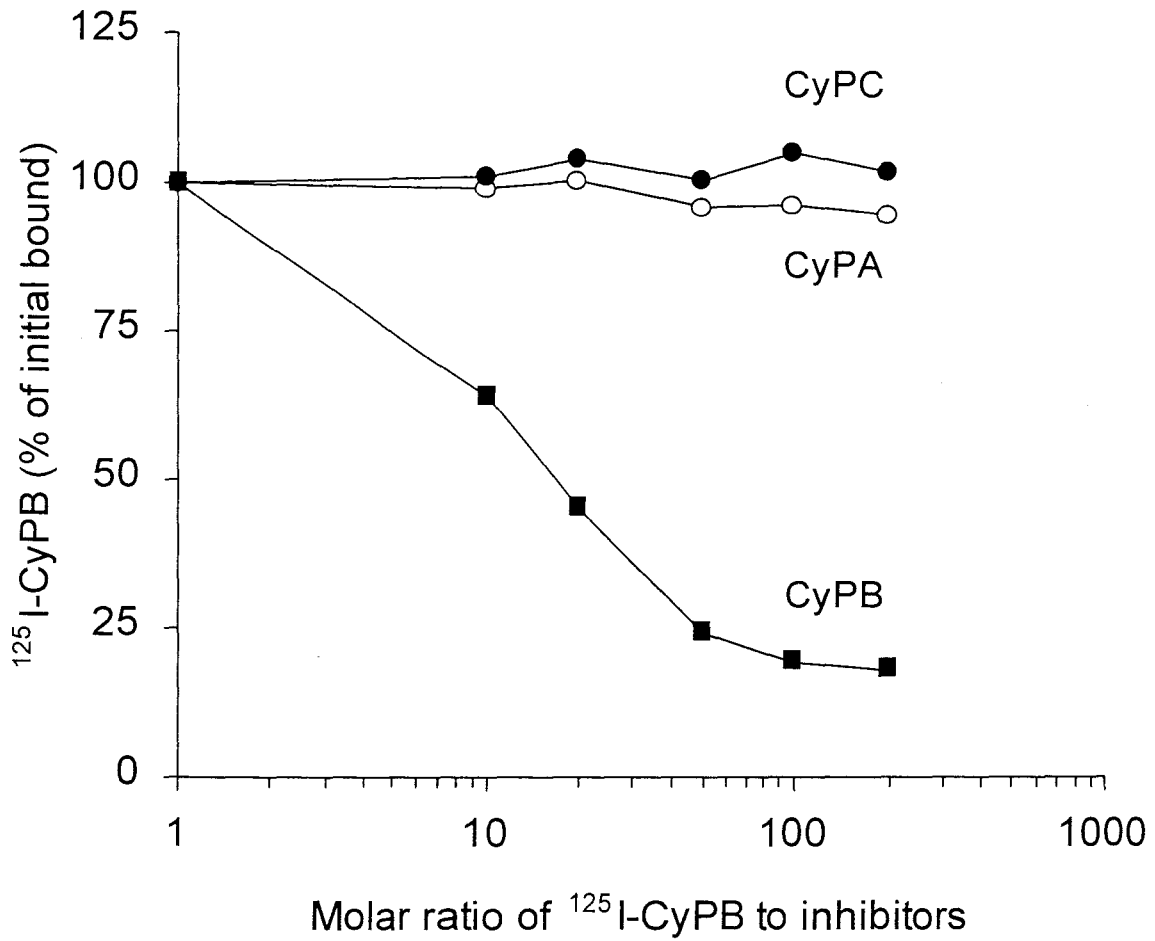 125
CyPC
100
CyPA
75
50
CyPB
25
0
1 10 100 1000
¹²⁵I-CyPB (% of initial bound)
Molar ratio of ¹²⁵I-CyPB to inhibitors